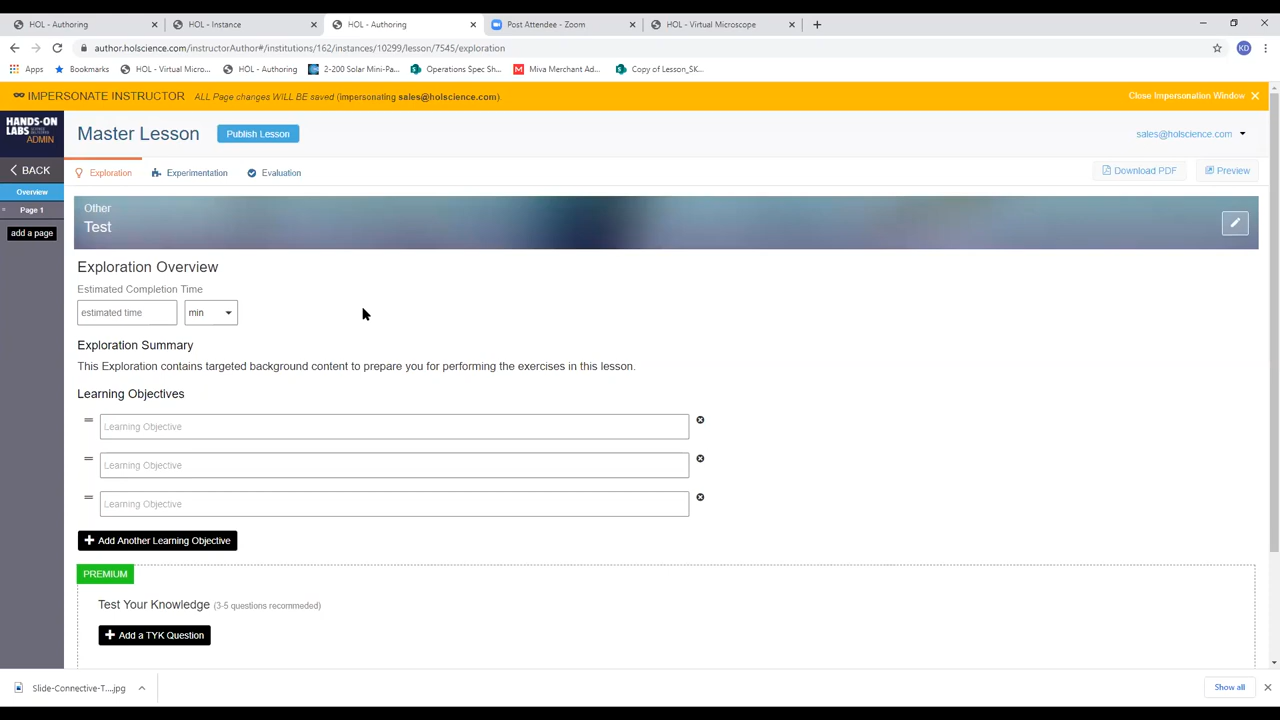 HOL - Authoring
HOL - Instance
HOL - Authoring
Post Attendee - Zoom
HOL - Virtual Microscope
author.holscience.com/instructorAuthor#/institutions/162/instances/10299/lesson/7545/exploration
KD
Apps
Bookmarks
HOL - Virtual Micro...
HOL - Authoring
2-200 Solar Mini-Pa...
Operations Spec Sh...
Miva Merchant Ad...
Copy of Lesson_SK...
IMPERSONATE INSTRUCTOR ALL Page changes WILL BE saved (impersonating sales@holscience.com).
Close Impersonation Window
HANDS-ON
LABS
ADMIN
Master Lesson
Publish Lesson
sales@holscience.com
BACK
Exploration
Experimentation
Evaluation
Download PDF
Preview
Overview
Page 1
add a page
Other
Test
Exploration Overview
Estimated Completion Time
estimated time
min
Exploration Summary
This Exploration contains targeted background content to prepare you for performing the exercises in this lesson.
Learning Objectives
Learning Objective
Learning Objective
Learning Objective
Add Another Learning Objective
PREMIUM
Test Your Knowledge (3-5 questions recommeded)
Add a TYK Question
Slide-Connective-T....jpg
Show all